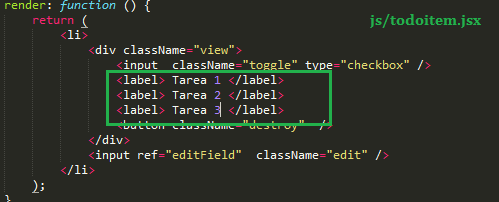 render: function () {
js/todoitem.jsx
return (
<li>
<div className="view">
<input className="toggle" type="checkbox" />
<label> Tarea 1 </label>
<label> Tarea 2 </label>
<label> Tarea 3 </label>
<button className="destroy" />
</div>
<input ref="editField" className="edit" />
</li>
);
}